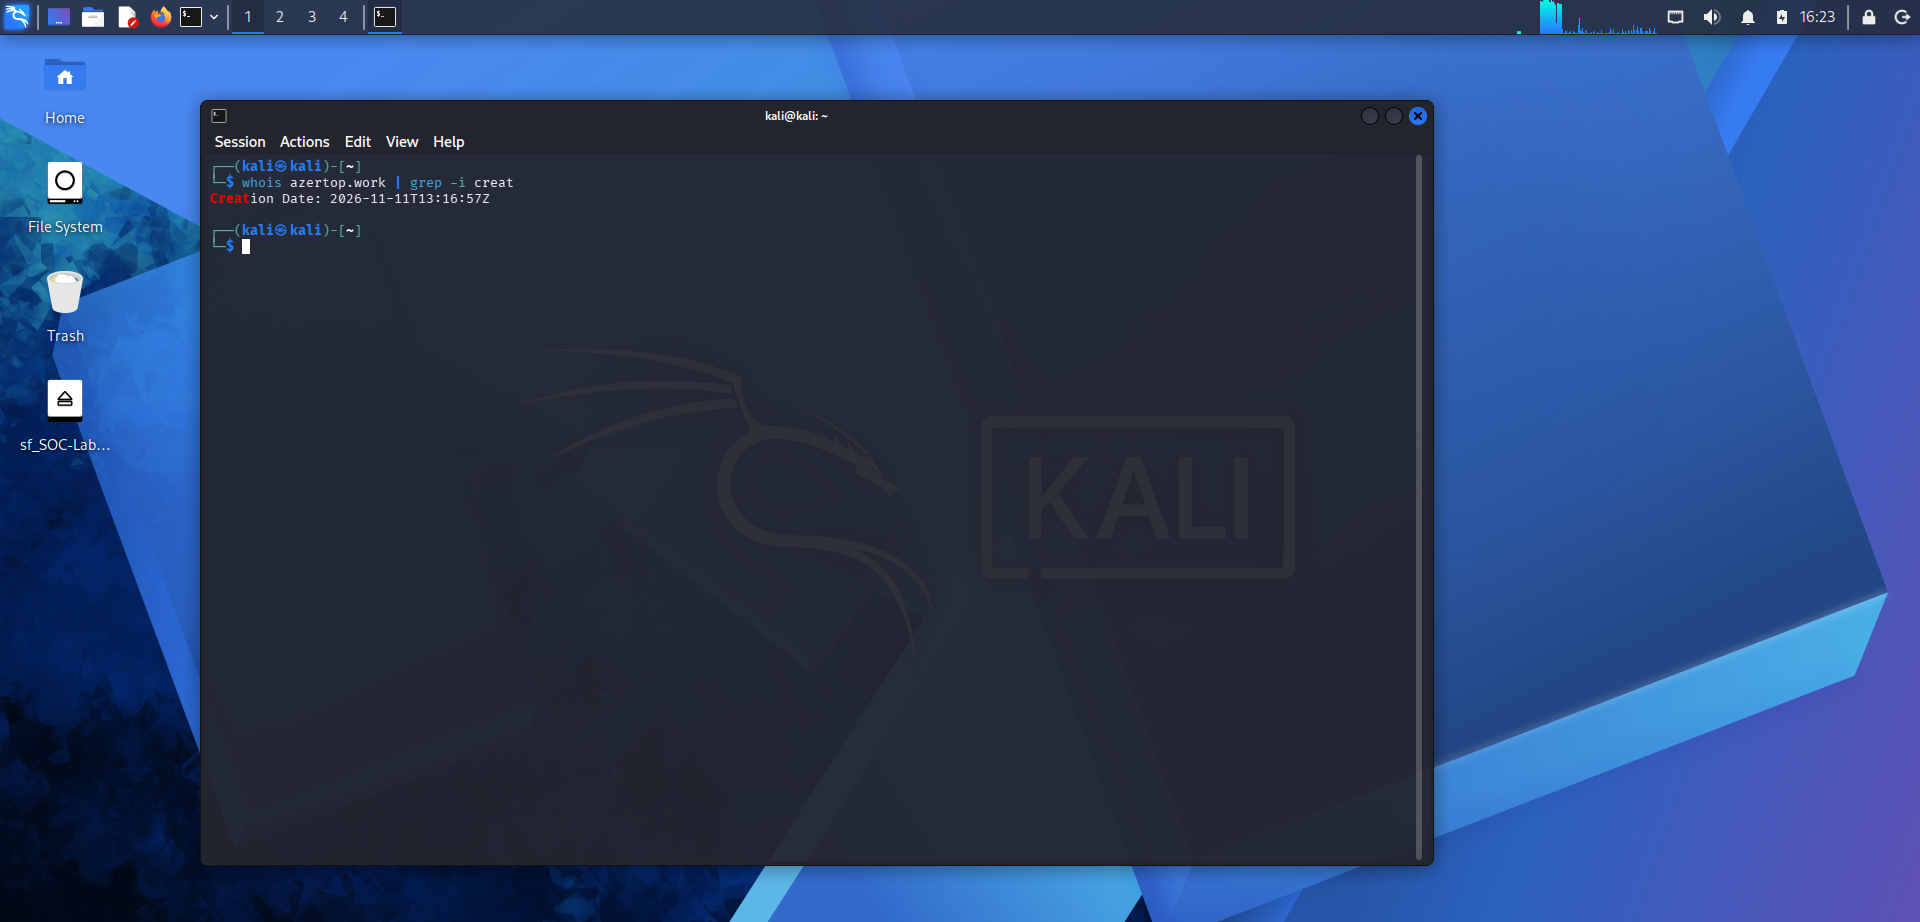 1 2 3 4
16:23
Home
File System
Trash
sf_SOC-Lab...
kali@kali: ~
Session Actions Edit View Help
┌──(kali㉿kali)-[~]
└─$ whois azertop.work | grep -i creat
Creation Date: 2026-11-11T13:16:57Z
┌──(kali㉿kali)-[~]
└─$
KALI